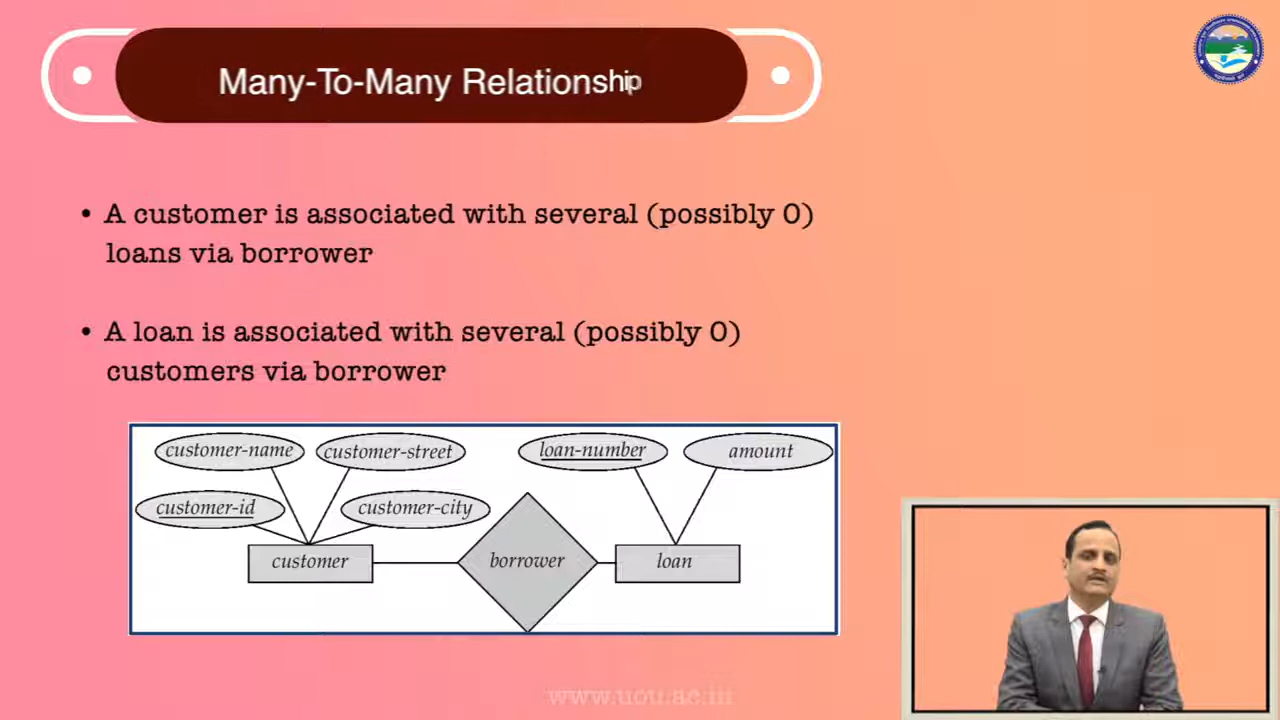 Many-To-Many Relationship
• A customer is associated with several (possibly 0)
loans via borrower
• A loan is associated with several (possibly 0)
customers via borrower
customer-name customer-street loan-number amount
customer-id customer-city
customer borrower loan
www.uou.ac.in